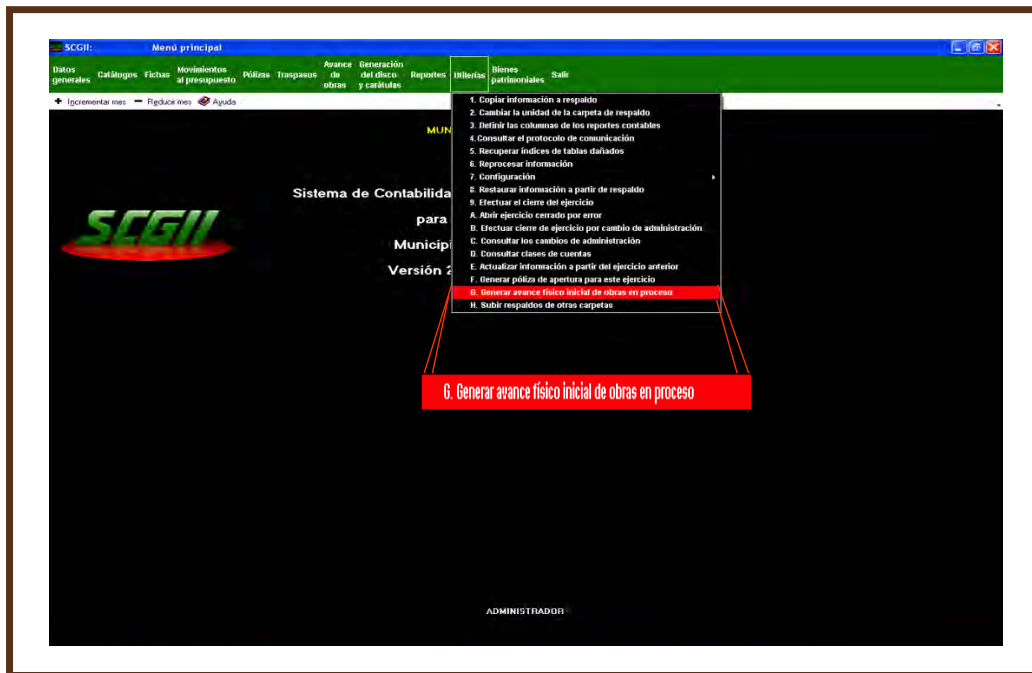 SCGII: Menú principal
Datos generales Catálogos Fichas Movimientos al presupuesto Pólizas Traspasos Avance de obras Generación del disco y carátulas Reportes Utilerías Bienes patrimoniales Salir
Incrementar mes Reducir mes Ayuda
1. Copiar información a respaldo
2. Cambiar la unidad de la carpeta de respaldo
3. Definir las columnas de los reportes contables
4. Consultar el protocolo de comunicación
5. Recuperar índices de tablas dañados
6. Reprocesar información
7. Configuración
8. Restaurar información a partir de respaldo
9. Efectuar el cierre del ejercicio
A. Abrir ejercicio cerrado por error
B. Efectuar cierre de ejercicio por cambio de administración
C. Consultar los cambios de administración
D. Consultar clases de cuentas
E. Actualizar información a partir del ejercicio anterior
F. Generar póliza de apertura para este ejercicio
G. Generar avance físico inicial de obras en proceso
H. Subir respaldos de otras carpetas
MUN
Sistema de Contabilida
para
Municipi
Versión 2
SCGII
G. Generar avance físico inicial de obras en proceso
ADMINISTRADOR